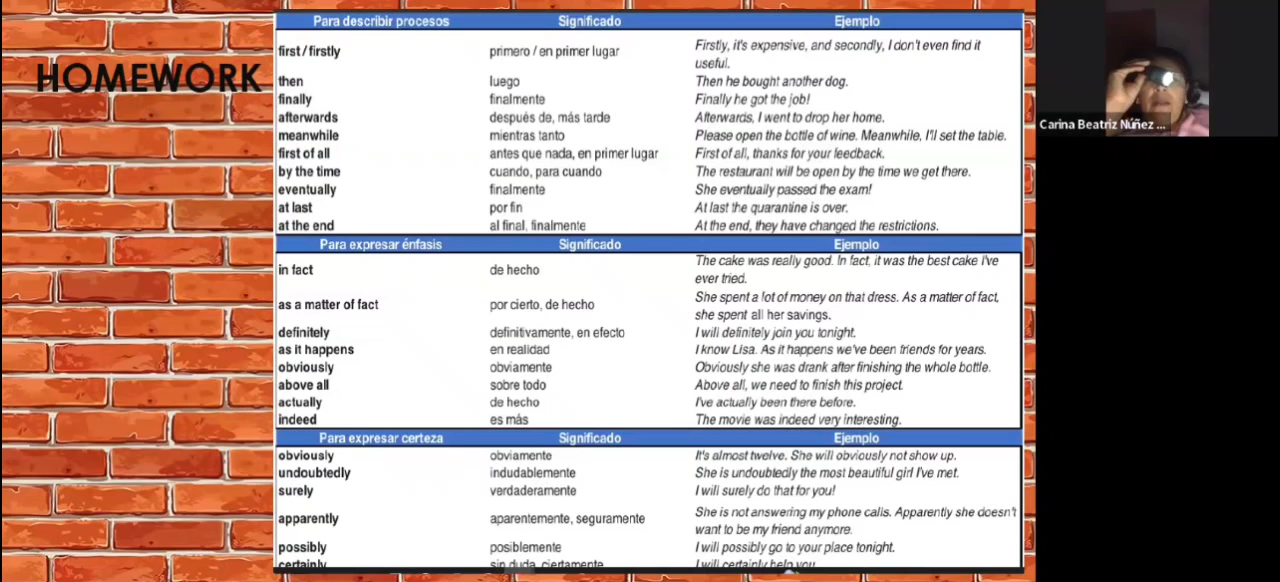 HOMEWORK
Para describir procesos Significado Ejemplo
first / firstly primero / en primer lugar Firstly, it's expensive, and secondly, I don't even find it
useful.
then luego Then he bought another dog.
finally finalmente Finally he got the job!
afterwards después de, más tarde Afterwards, I went to drop her home.
meanwhile mientras tanto Please open the bottle of wine. Meanwhile, I'll set the table.
first of all antes que nada, en primer lugar First of all, thanks for your feedback.
by the time cuando, para cuando The restaurant will be open by the time we get there.
eventually finalmente She eventually passed the exam!
at last por fin At last the quarantine is over.
at the end al final, finalmente At the end, they have changed the restrictions.
Para expresar énfasis Significado Ejemplo
in fact de hecho The cake was really good. In fact, it was the best cake I've
ever tried.
as a matter of fact por cierto, de hecho She spent a lot of money on that dress. As a matter of fact,
she spent all her savings.
definitely definitivamente, en efecto I will definitely join you tonight.
as it happens en realidad I know Lisa. As it happens we've been friends for years.
obviously obviamente Obviously she was drank after finishing the whole bottle.
above all sobre todo Above all, we need to finish this project.
actually de hecho I've actually been there before.
indeed es más The movie was indeed very interesting.
Para expresar certeza Significado Ejemplo
obviously obviamente It's almost twelve. She will obviously not show up.
undoubtedly indudablemente She is undoubtedly the most beautiful girl I've met.
surely verdaderamente I will surely do that for you!
apparently aparentemente, seguramente She is not answering my phone calls. Apparently she doesn't
want to be my friend anymore.
possibly posiblemente I will possibly go to your place tonight.
certainly sin duda, ciertamente I will certainly help you
Carina Beatriz Núñez ...